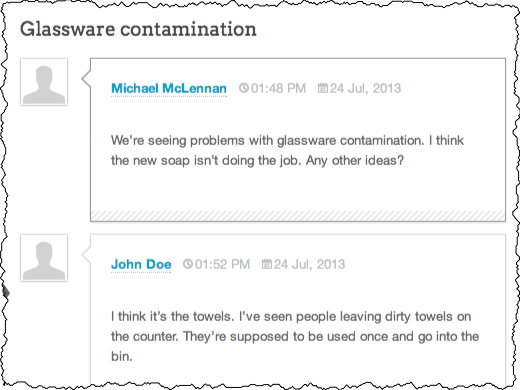 Glassware contamination
Michael McLennan 01:48 PM 24 Jul, 2013
We're seeing problems with glassware contamination. I think
the new soap isn't doing the job. Any other ideas?
John Doe 01:52 PM 24 Jul, 2013
I think it's the towels. I've seen people leaving dirty towels on
the counter. They're supposed to be used once and go into the
bin.